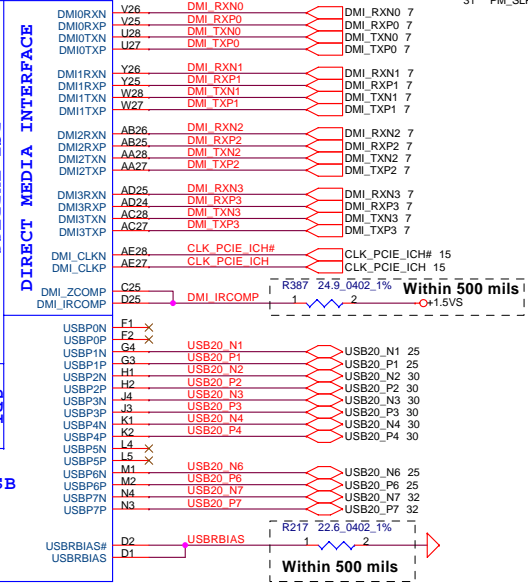 DIRECT MEDIA INTERFACE
DMI0RXN V26 DMI_RXN0 DMI_RXN0 7
DMI0RXP V25 DMI_RXP0 DMI_RXP0 7
DMI0TXN U28 DMI_TXN0 DMI_TXN0 7
DMI0TXP U27 DMI_TXP0 DMI_TXP0 7
DMI1RXN Y26 DMI_RXN1 DMI_RXN1 7
DMI1RXP Y25 DMI_RXP1 DMI_RXP1 7
DMI1TXN W28 DMI_TXN1 DMI_TXN1 7
DMI1TXP W27 DMI_TXP1 DMI_TXP1 7
DMI2RXN AB26 DMI_RXN2 DMI_RXN2 7
DMI2RXP AB25 DMI_RXP2 DMI_RXP2 7
DMI2TXN AA28 DMI_TXN2 DMI_TXN2 7
DMI2TXP AA27 DMI_TXP2 DMI_TXP2 7
DMI3RXN AD25 DMI_RXN3 DMI_RXN3 7
DMI3RXP AD24 DMI_RXP3 DMI_RXP3 7
DMI3TXN AC28 DMI_TXN3 DMI_TXN3 7
DMI3TXP AC27 DMI_TXP3 DMI_TXP3 7
DMI_CLKN AE28 CLK_PCIE_ICH# CLK_PCIE_ICH# 15
DMI_CLKP AE27 CLK_PCIE_ICH CLK_PCIE_ICH 15
R387 24.9_0402_1% Within 500 mils
DMI_ZCOMP C25
DMI_IRCOMP D25 DMI_IRCOMP 1 2 +1.5VS
USBP0N F1
USBP0P F2
USBP1N G4 USB20_N1 USB20_N1 25
USBP1P G3 USB20_P1 USB20_P1 25
USBP2N H1 USB20_N2 USB20_N2 30
USBP2P H2 USB20_P2 USB20_P2 30
USBP3N J4 USB20_N3 USB20_N3 30
USBP3P J3 USB20_P3 USB20_P3 30
USBP4N K1 USB20_N4 USB20_N4 30
USBP4P K2 USB20_P4 USB20_P4 30
USBP5N L4
USBP5P L5
USBP6N M1 USB20_N6 USB20_N6 25
USBP6P M2 USB20_P6 USB20_P6 25
USBP7N N4 USB20_N7 USB20_N7 32
USBP7P N3 USB20_P7 USB20_P7 32
R217 22.6_0402_1%
USBRBIAS# D2 USBRBIAS 1 2
USBRBIAS D1
Within 500 mils